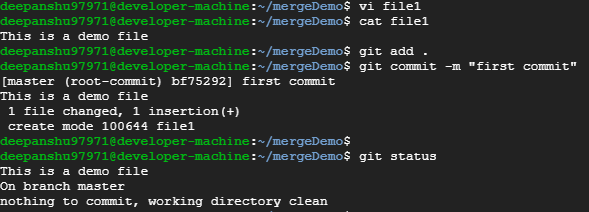 deepanshu97971@developer-machine:~/mergeDemo$ vi file1
deepanshu97971@developer-machine:~/mergeDemo$ cat file1
This is a demo file
deepanshu97971@developer-machine:~/mergeDemo$ git add .
deepanshu97971@developer-machine:~/mergeDemo$ git commit -m "first commit"
[master (root-commit) bf75292] first commit
This is a demo file
 1 file changed, 1 insertion(+)
 create mode 100644 file1
deepanshu97971@developer-machine:~/mergeDemo$
deepanshu97971@developer-machine:~/mergeDemo$ git status
This is a demo file
On branch master
nothing to commit, working directory clean